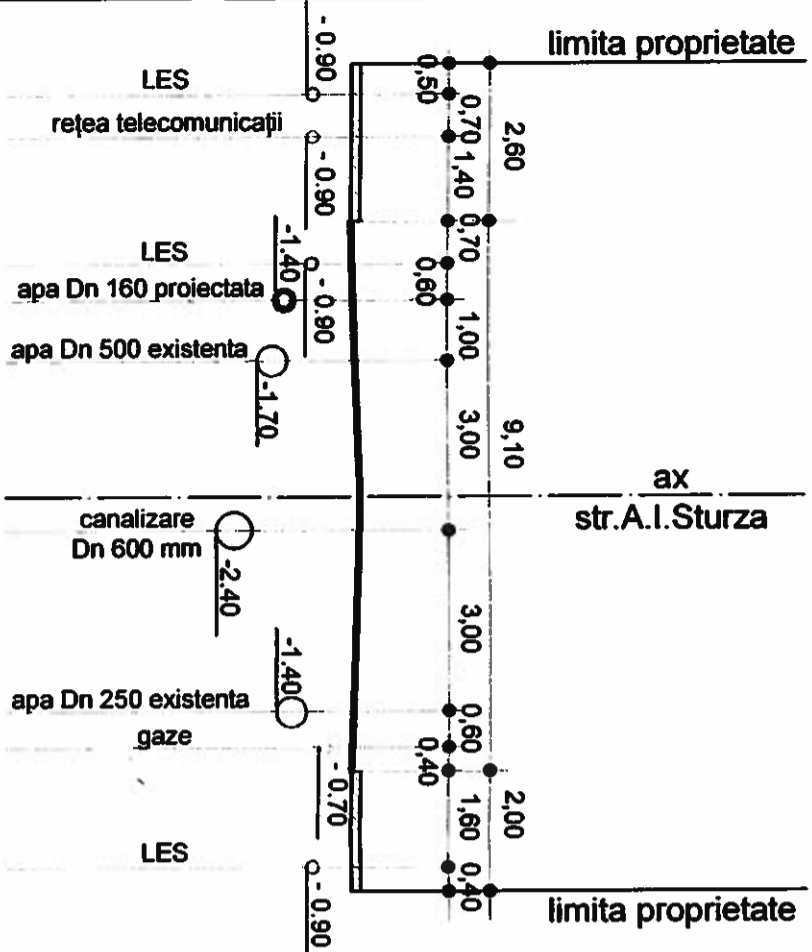 limita proprietate
- 0.90
0,50
LES
0,70
2,60
rețea telecomunicații
1,40
- 0.90
0,70
LES
-1.40
apa Dn 160 proiectata
0,60
- 0.90
1,00
apa Dn 500 existenta
-1.70
3,00
9,10
ax
str.A.I.Sturza
canalizare
Dn 600 mm
-2.40
3,00
-1.40
apa Dn 250 existenta
0,60
gaze
0,40
- 0.70
2,00
1,60
LES
0,40
- 0.90
limita proprietate